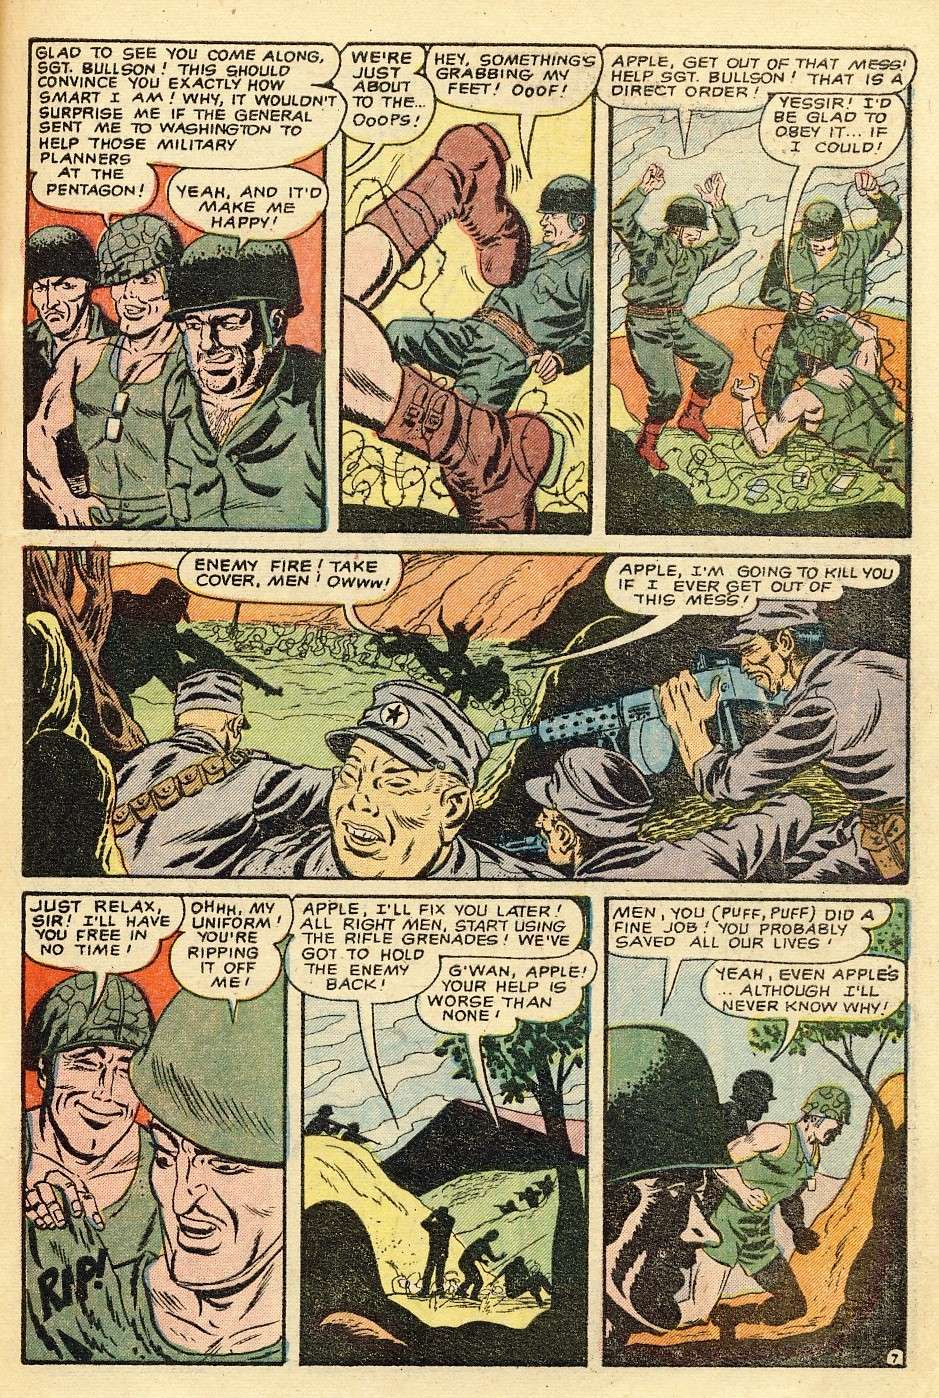 GLAD TO SEE YOU COME ALONG,
SGT. BULLSON! THIS SHOULD
CONVINCE YOU EXACTLY HOW
SMART I AM! WHY, IT WOULDN'T
SURPRISE ME IF THE GENERAL
SENT ME TO WASHINGTON TO
HELP THOSE MILITARY
PLANNERS
AT THE
PENTAGON!
YEAH, AND IT'D
MAKE ME
HAPPY!
WE'RE
JUST
ABOUT
TO THE...
OOOPS!
HEY, SOMETHING'S
GRABBING MY
FEET! OOOF!
APPLE, GET OUT OF THAT MESS!
HELP SGT. BULLSON! THAT IS A
DIRECT ORDER!
YESSIR! I'D
BE GLAD TO
OBEY IT... IF
I COULD!
ENEMY FIRE! TAKE
COVER, MEN! OWWW!
APPLE, I'M GOING TO KILL YOU
IF I EVER GET OUT OF
THIS MESS!
JUST RELAX,
SIR! I'LL HAVE
YOU FREE IN
NO TIME!
OHHH, MY
UNIFORM!
YOU'RE
RIPPING
IT OFF
ME!
RIP!
APPLE, I'LL FIX YOU LATER!
ALL RIGHT MEN, START USING
THE RIFLE GRENADES! WE'VE
GOT TO HOLD
THE ENEMY
BACK!
G'WAN, APPLE!
YOUR HELP IS
WORSE THAN
NONE!
MEN, YOU (PUFF, PUFF) DID A
FINE JOB! YOU PROBABLY
SAVED ALL OUR LIVES!
YEAH, EVEN APPLE'S
...ALTHOUGH I'LL
NEVER KNOW WHY!
7